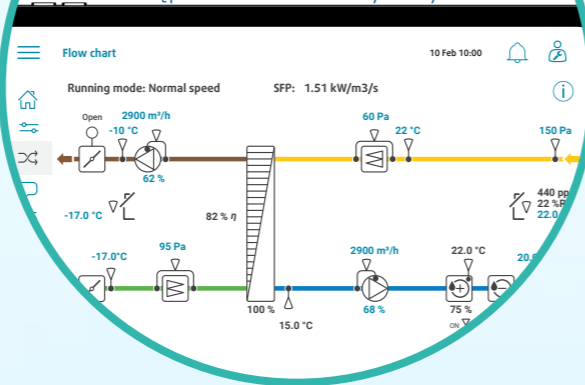 Flow chart
10 Feb 10:00
Running mode: Normal speed
SFP: 1.51 kW/m3/s
Open
2900 m³/h
60 Pa
-10 °C
22 °C
150 Pa
62 %
440
22
-17.0 °C
82 % η
22.0
-17.0°C
95 Pa
2900 m³/h
22.0 °C
100 %
68 %
75 %
15.0 °C
ON